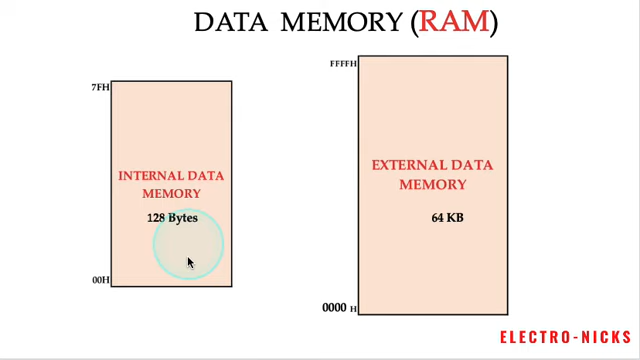 DATA MEMORY (RAM)
7FH
INTERNAL DATA
MEMORY
128 Bytes
00H
FFFFH
EXTERNAL DATA
MEMORY
64 KB
0000 H
ELECTRO-NICKS